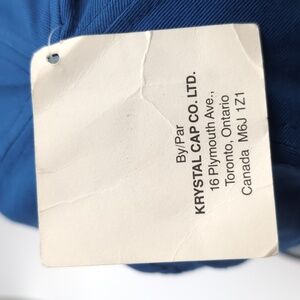 By/Par
KRYSTAL CAP CO. LTD.
16 Plymouth Ave.,
Toronto, Ontario
Canada M6J 1Z1